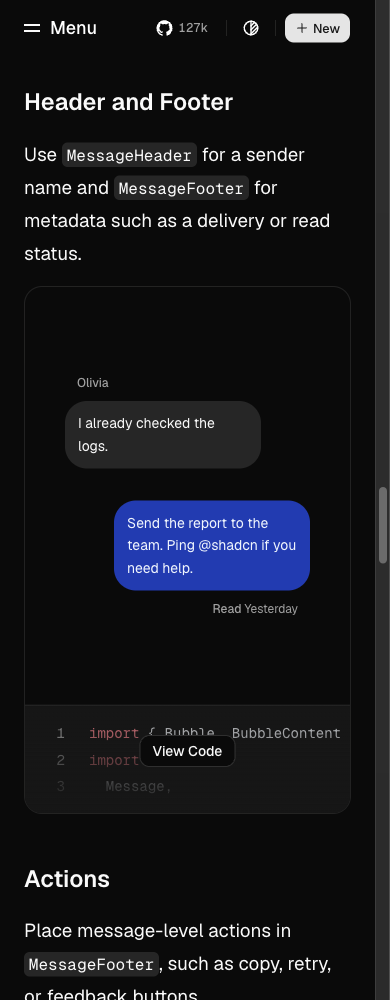 Menu 127k + New
Header and Footer
Use MessageHeader for a sender
name and MessageFooter for
metadata such as a delivery or read
status.
Olivia
I already checked the
logs.
Send the report to the
team. Ping @shadcn if you
need help.
Read Yesterday
1 import { Bubble, BubbleContent
View Code
2 import
3 Message,
Actions
Place message-level actions in
MessageFooter, such as copy, retry,
or feedback buttons.